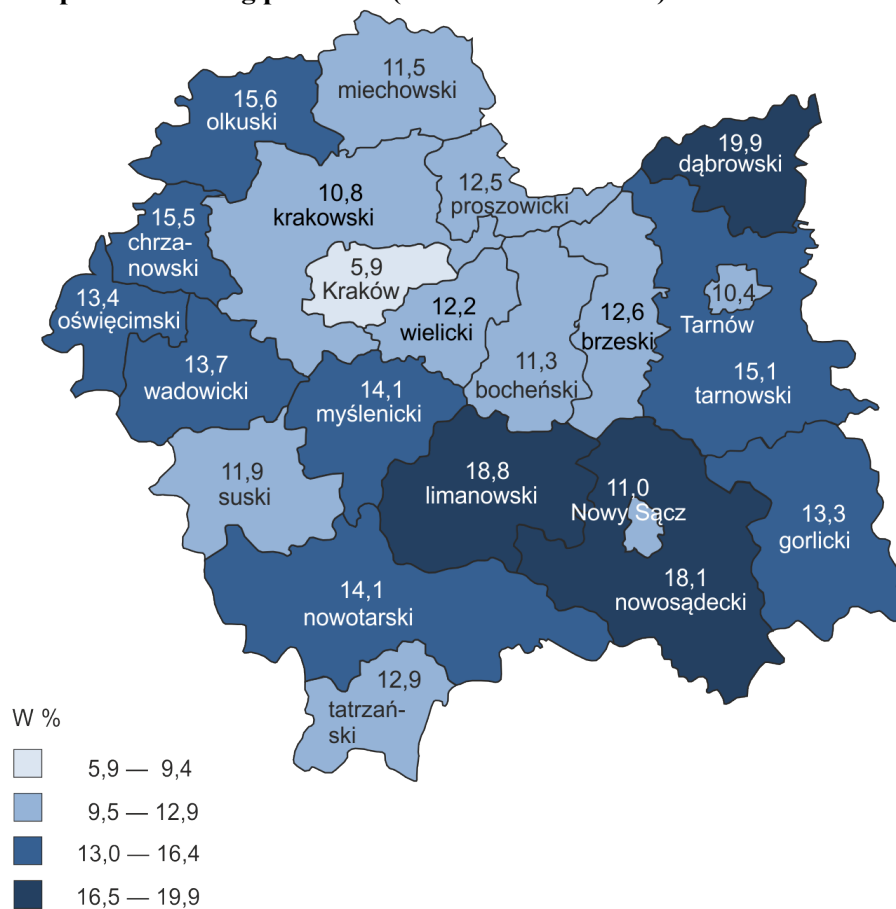 11,5
miechowski
15,6
olkuski
19,9
dąbrowski
12,5
proszowicki
10,8
krakowski
15,5
chrza-
nowski
5,9
Kraków
13,4
oświęcimski
12,2
wielicki
12,6
brzeski
10,4
Tarnów
11,3
bocheński
13,7
wadowicki
14,1
myślenicki
15,1
tarnowski
11,9
suski
18,8
limanowski
11,0
Nowy Sącz
13,3
gorlicki
14,1
nowotarski
18,1
nowosądecki
12,9
tatrzań-
ski
W %
5,9 — 9,4
9,5 — 12,9
13,0 — 16,4
16,5 — 19,9